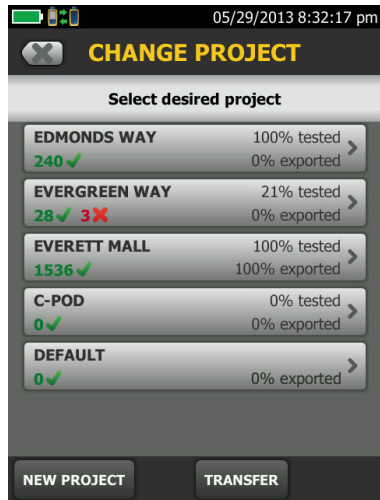 05/29/2013 8:32:17 pm
CHANGE PROJECT
Select desired project
EDMONDS WAY 100% tested
240 0% exported
EVERGREEN WAY 21% tested
28 3 0% exported
EVERETT MALL 100% tested
1536 100% exported
C-POD 0% tested
0 0% exported
DEFAULT
0 0% exported
NEW PROJECT TRANSFER